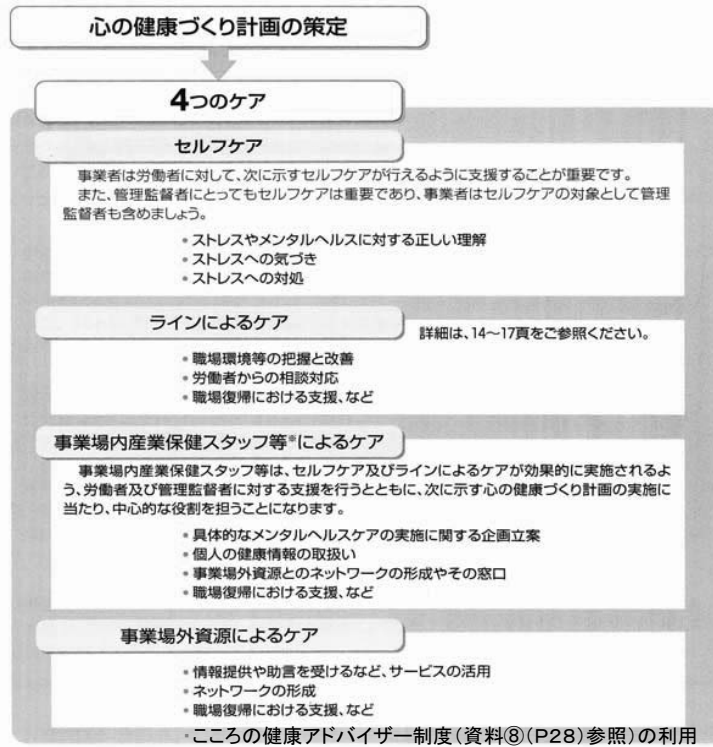 心の健康づくり計画の策定
4つのケア
セルフケア
事業者は労働者に対して、次に示すセルフケアが行えるように支援することが重要です。
また、管理監督者にとってもセルフケアは重要であり、事業者はセルフケアの対象として管理
監督者も含めましょう。
• ストレスやメンタルヘルスに対する正しい理解
• ストレスへの気づき
• ストレスへの対処
ラインによるケア
詳細は、14〜17頁をご参照ください。
• 職場環境等の把握と改善
• 労働者からの相談対応
• 職場復帰における支援、など
事業場内産業保健スタッフ等※によるケア
事業場内産業保健スタッフ等は、セルフケア及びラインによるケアが効果的に実施されるよ
う、労働者及び管理監督者に対する支援を行うとともに、次に示す心の健康づくり計画の実施に
当たり、中心的な役割を担うことになります。
• 具体的なメンタルヘルスケアの実施に関する企画立案
• 個人の健康情報の取扱い
• 事業場外資源とのネットワークの形成やその窓口
• 職場復帰における支援、など
事業場外資源によるケア
• 情報提供や助言を受けるなど、サービスの活用
• ネットワークの形成
• 職場復帰における支援、など
• こころの健康アドバイザー制度(資料⑧(P28)参照)の利用